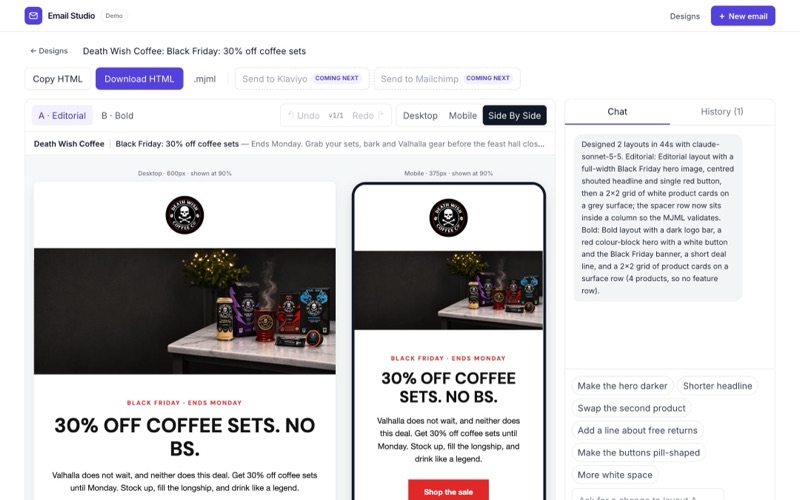 Email Studio
Demo
Designs
+ New email
← Designs
Death Wish Coffee: Black Friday: 30% off coffee sets
Copy HTML
Download HTML
.mjml
Send to Klaviyo
COMING NEXT
Send to Mailchimp
COMING NEXT
A · Editorial
B · Bold
Undo
v1/1
Redo
Desktop
Mobile
Side By Side
Death Wish Coffee
Black Friday: 30% off coffee sets — Ends Monday. Grab your sets, bark and Valhalla gear before the feast hall clos...
Desktop · 600px · shown at 90%
DEATH WISH
COFFEE CO.
BLACK FRIDAY · ENDS MONDAY
30% OFF COFFEE SETS. NO
BS.
Valhalla does not wait, and neither does this deal. Get 30% off coffee sets
until Monday. Stock up, fill the longship, and drink like a legend.
Mobile · 375px · shown at 90%
DEATH WISH
COFFEE CO.
BLACK FRIDAY · ENDS MONDAY
30% OFF COFFEE
SETS. NO BS.
Valhalla does not wait, and neither does
this deal. Get 30% off coffee sets until
Monday. Stock up, fill the longship, and
drink like a legend.
Shop the sale
Chat
History (1)
Designed 2 layouts in 44s with claude-
sonnet-5-5. Editorial: Editorial layout with a
full-width Black Friday hero image, centred
shouted headline and single red button,
then a 2×2 grid of white product cards on
a grey surface; the spacer row now sits
inside a column so the MJML validates.
Bold: Bold layout with a dark logo bar, a
red colour-block hero with a white button
and the Black Friday banner, a short deal
line, and a 2×2 grid of product cards on a
surface row (4 products, so no feature
row).
Make the hero darker
Shorter headline
Swap the second product
Add a line about free returns
Make the buttons pill-shaped
More white space